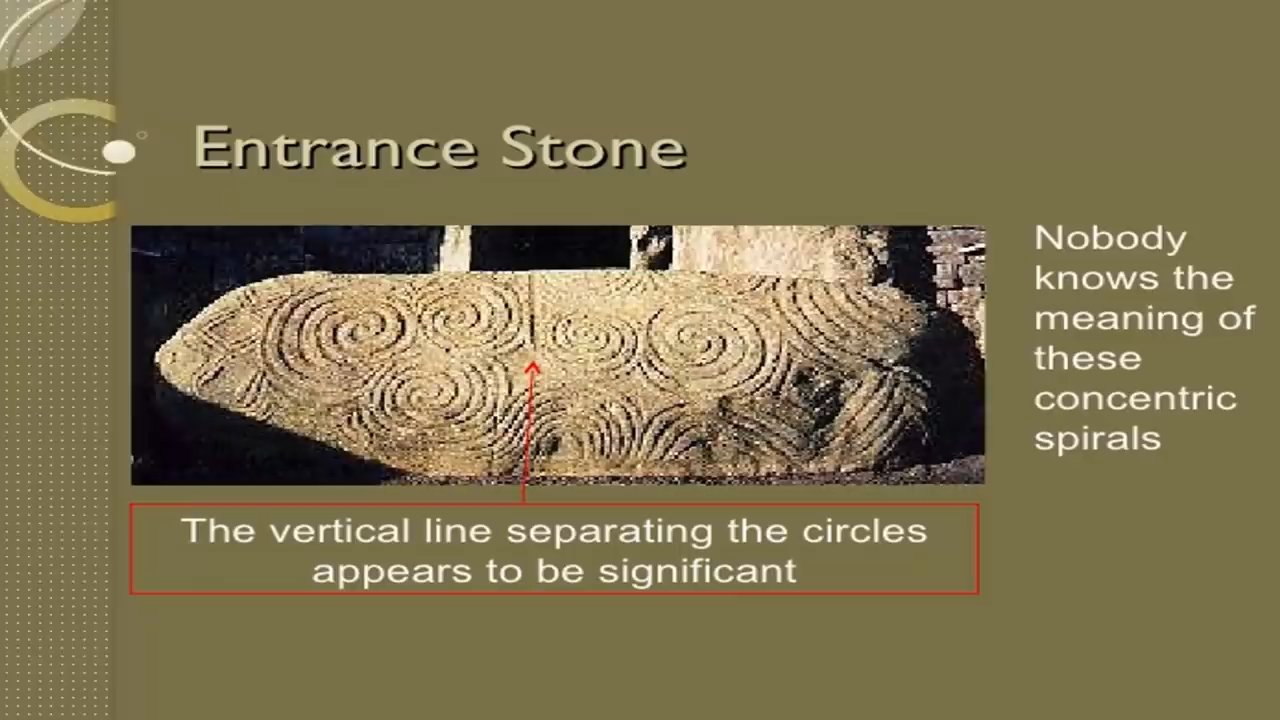 Entrance Stone
Nobody
knows the
meaning of
these
concentric
spirals
The vertical line separating the circles
appears to be significant